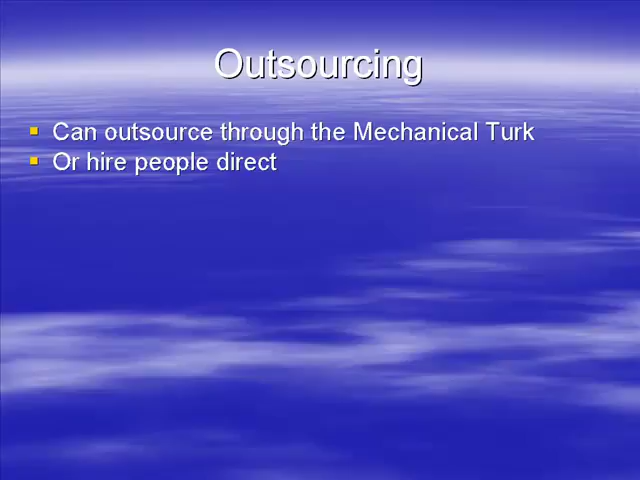 Outsourcing
Can outsource through the Mechanical Turk
Or hire people direct